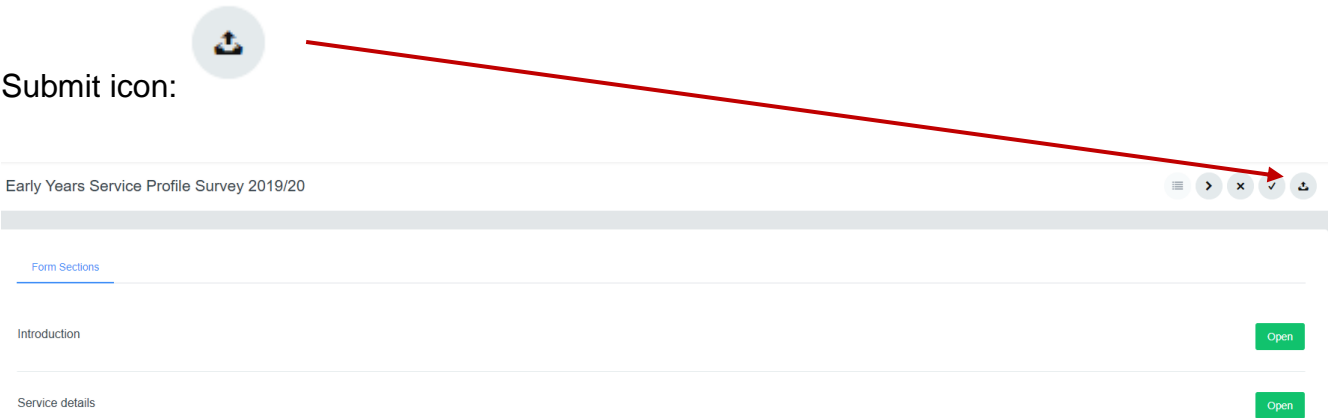 Submit icon:
Early Years Service Profile Survey 2019/20
Form Sections
Introduction
Open
Service details
Open